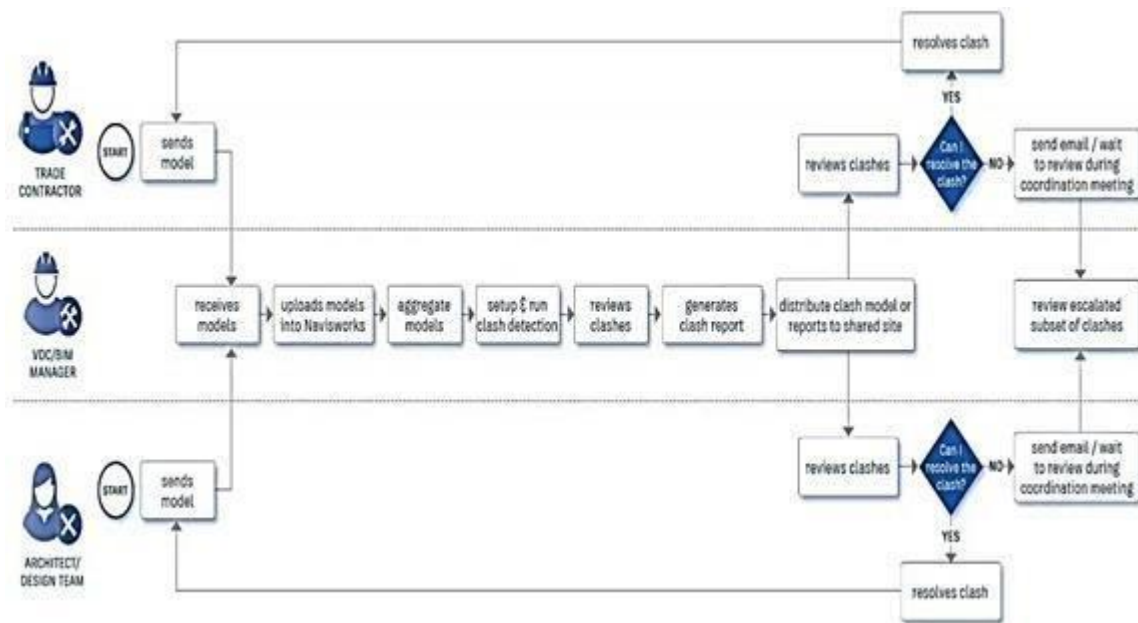 resolves clash
YES
START
sends
model
reviews clashes
Can I
resolve the
clash?
NO
send email / wait
to review during
coordination meeting
TRADE
CONTRACTOR
receives
models
uploads models
into Navisworks
aggregate
models
setup & run
clash detection
reviews
clashes
generates
clash report
distribute clash model or
reports to shared site
review escalated
subset of clashes
VDC/BIM
MANAGER
START
sends
model
reviews clashes
Can I
resolve the
clash?
NO
send email / wait
to review during
coordination meeting
YES
ARCHITECT/
DESIGN TEAM
resolves clash